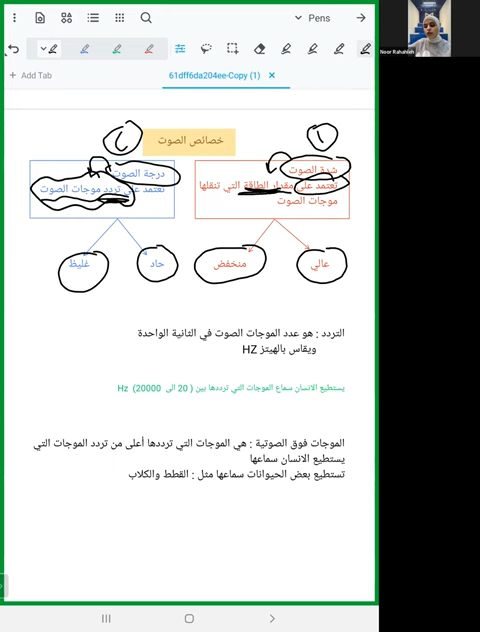 Pens
Noor Rahahleh
Add Tab
61dff6da204ee-Copy (1)
خصائص الصوت
شدة الصوت
تعتمد على مقدار الطاقة التي تنقلها
موجات الصوت
عالي
منخفض
درجة الصوت
تعتمد على تردد موجات الصوت
حاد
غليظ
التردد : هو عدد الموجات الصوت في الثانية الواحدة
ويقاس بالهيتز HZ
يستطيع الانسان سماع الموجات التي ترددها بين ( 20 الى 20000) Hz
الموجات فوق الصوتية : هي الموجات التي ترددها أعلى من تردد الموجات التي
يستطيع الانسان سماعها
تستطيع بعض الحيوانات سماعها مثل : القطط والكلاب